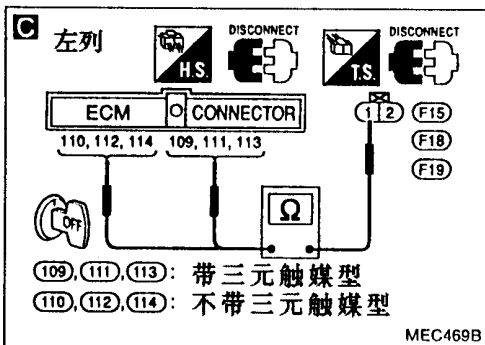 C 左列
H.S.
DISCONNECT
T.S.
DISCONNECT
ECM CONNECTOR
110, 112, 114 109, 111, 113
1 2
F15
F18
F19
OFF
Ω
109, 111, 113: 带三元触媒型
110, 112, 114: 不带三元触媒型
MEC469B